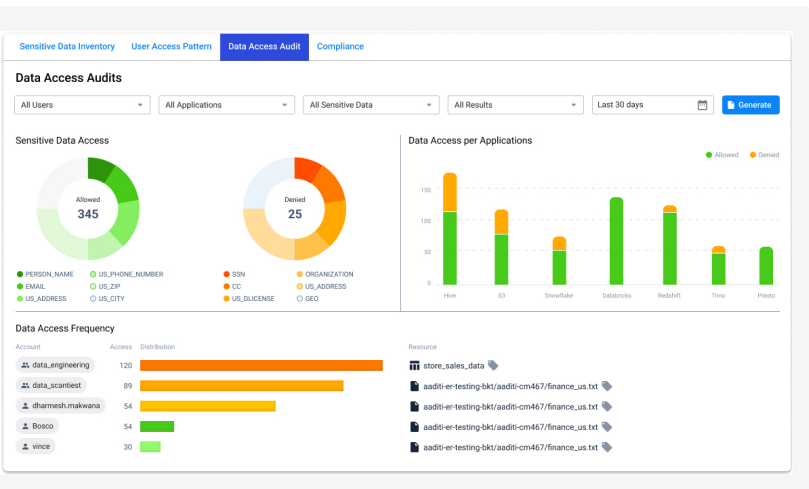 Sensitive Data Inventory User Access Pattern Data Access Audit Compliance
Data Access Audits
All Users All Applications All Sensitive Data All Results Last 30 days Generate
Sensitive Data Access
Allowed
345
Denied
25
PERSON_NAME US_PHONE_NUMBER
EMAIL US_ZIP
US_ADDRESS US_CITY
SSN ORGANIZATION
CC US_ADDRESS
US_DLICENSE GEO
Data Access per Applications
Allowed Denied
150
100
50
0
Hive S3 Snowflake Databricks Redshift Trino Presto
Data Access Frequency
Account Access Distribution Resource
data_engineering 120 store_sales_data
data_scantiest 89 aaditi-er-testing-bkt/aaditi-cm467/finance_us.txt
dharmesh.makwana 54 aaditi-er-testing-bkt/aaditi-cm467/finance_us.txt
Bosco 54 aaditi-er-testing-bkt/aaditi-cm467/finance_us.txt
vince 30 aaditi-er-testing-bkt/aaditi-cm467/finance_us.txt